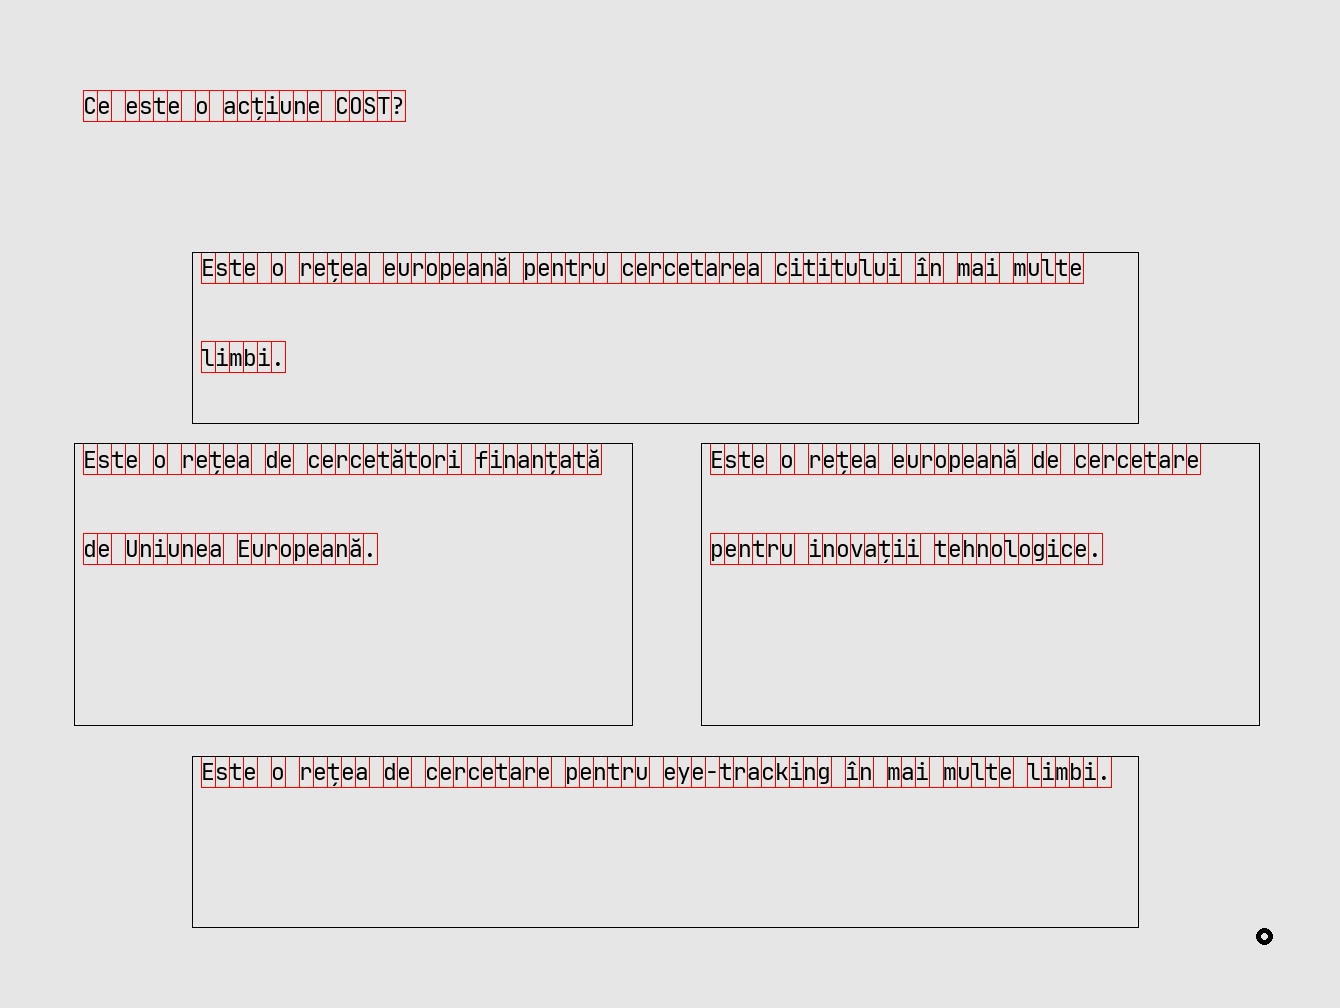 Ce este o acțiune COST?
Este o rețea europeană pentru cercetarea cititului în mai multe
limbi.
Este o rețea de cercetători finanțată
de Uniunea Europeană.
Este o rețea europeană de cercetare
pentru inovații tehnologice.
Este o rețea de cercetare pentru eye-tracking în mai multe limbi.